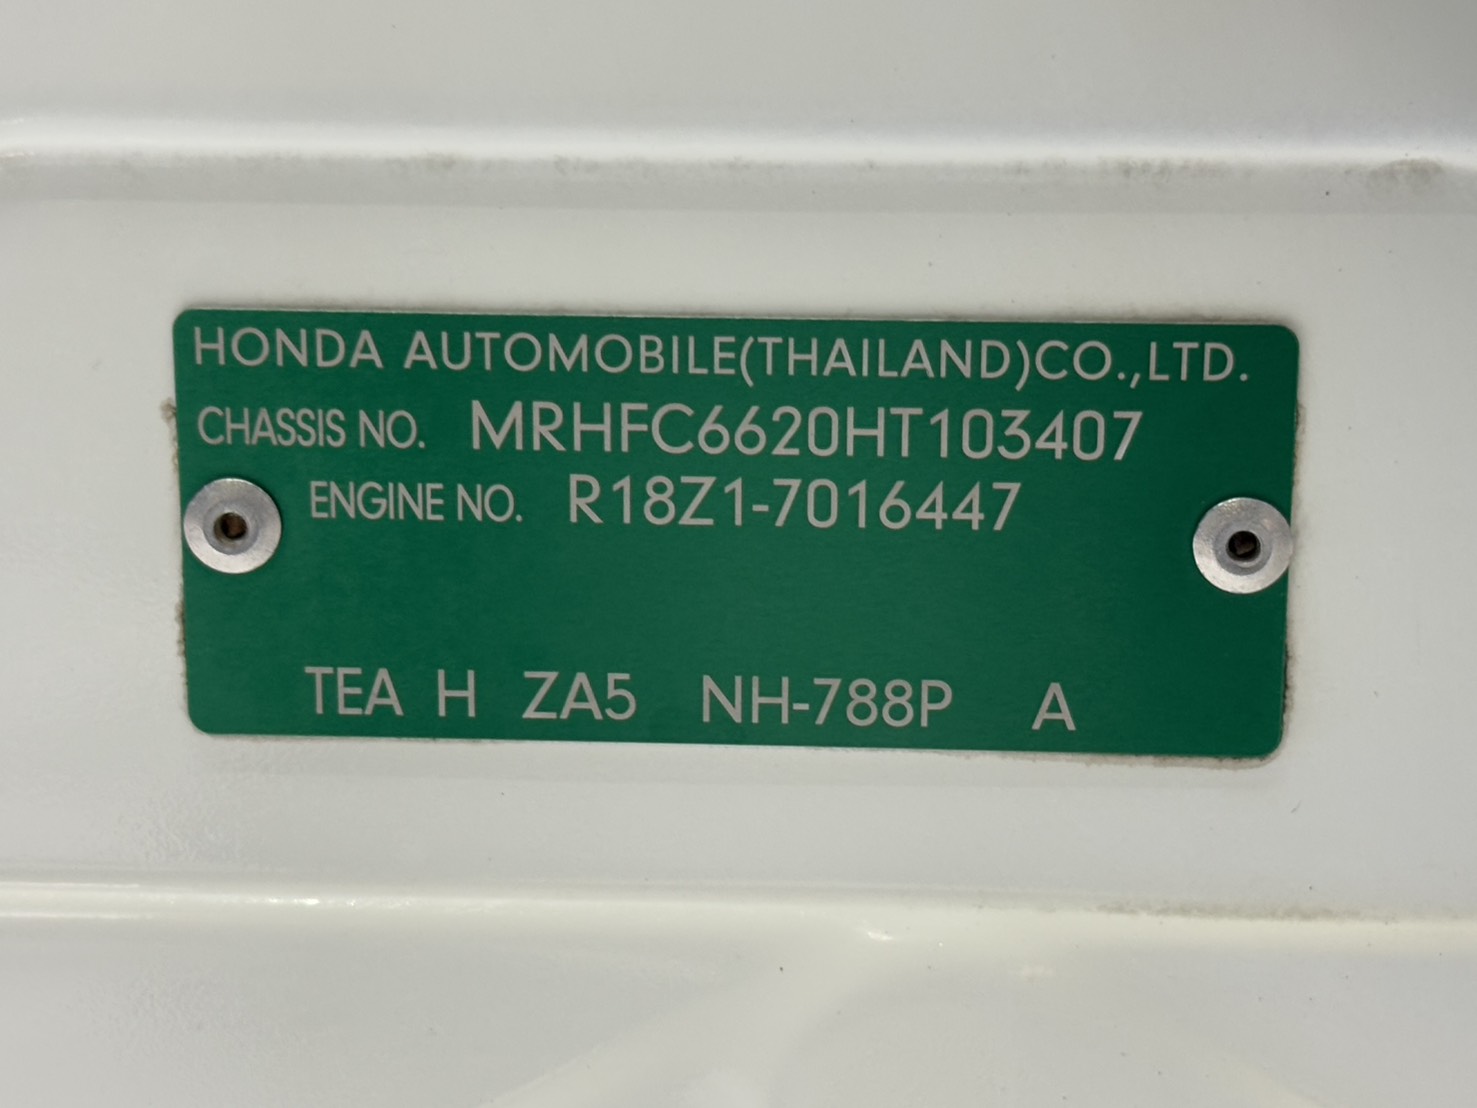 HONDA AUTOMOBILE(THAILAND)CO.,LTD.
CHASSIS NO. MRHFC6620HT103407
ENGINE NO. R18Z1-7016447
TEA H ZA5 NH-788P A